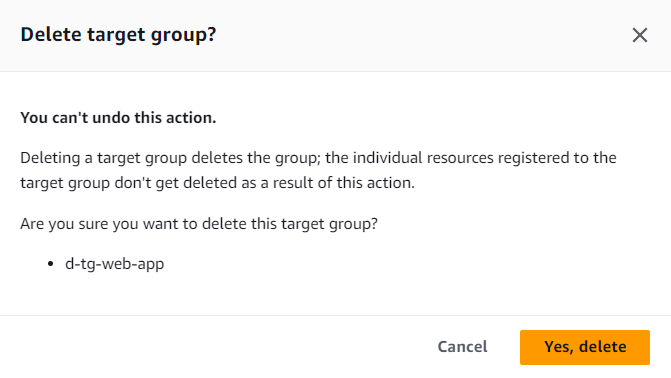 Delete target group?
You can't undo this action.
Deleting a target group deletes the group; the individual resources registered to the
target group don't get deleted as a result of this action.
Are you sure you want to delete this target group?
• d-tg-web-app
Cancel Yes, delete